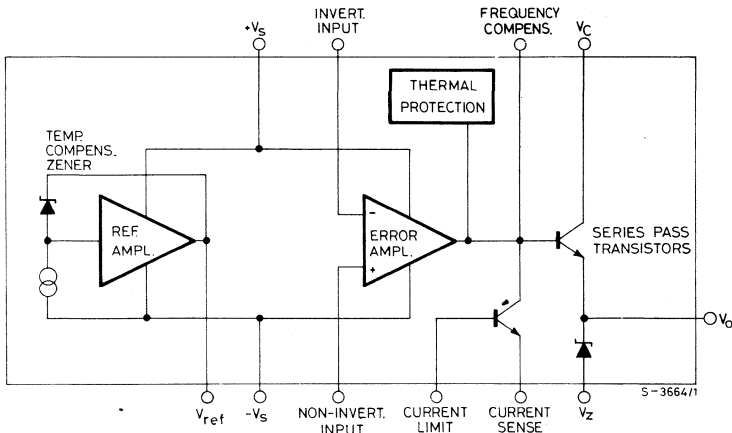 INVERT.
INPUT
FREQUENCY
COMPENS.
+Vs
VC
THERMAL
PROTECTION
TEMP.
COMPENS.
ZENER
REF.
AMPL.
-
ERROR
AMPL.
+
SERIES PASS
TRANSISTORS
Vo
S-3664/1
Vref
-Vs
NON-INVERT.
INPUT
CURRENT
LIMIT
CURRENT
SENSE
VZ